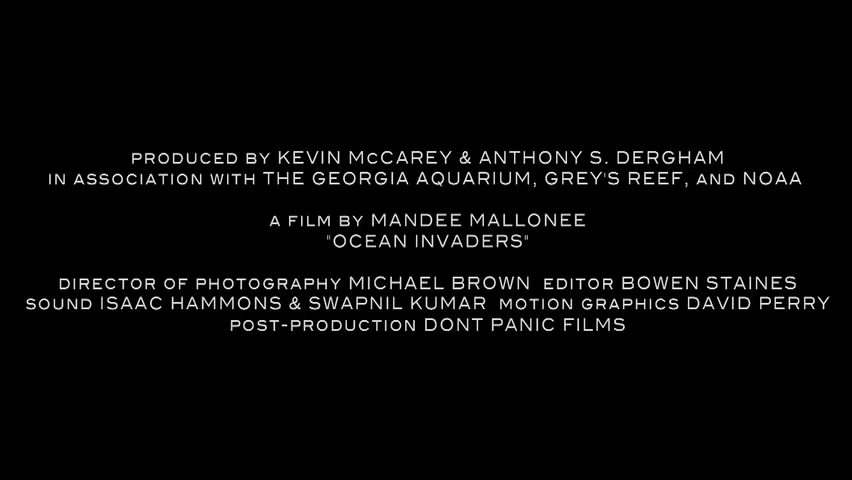 PRODUCED BY KEVIN McCAREY & ANTHONY S. DERGHAM
IN ASSOCIATION WITH THE GEORGIA AQUARIUM, GREY'S REEF, AND NOAA
A FILM BY MANDEE MALLONEE
"OCEAN INVADERS"
DIRECTOR OF PHOTOGRAPHY MICHAEL BROWN EDITOR BOWEN STAINES
SOUND ISAAC HAMMONS & SWAPNIL KUMAR MOTION GRAPHICS DAVID PERRY
POST-PRODUCTION DONT PANIC FILMS